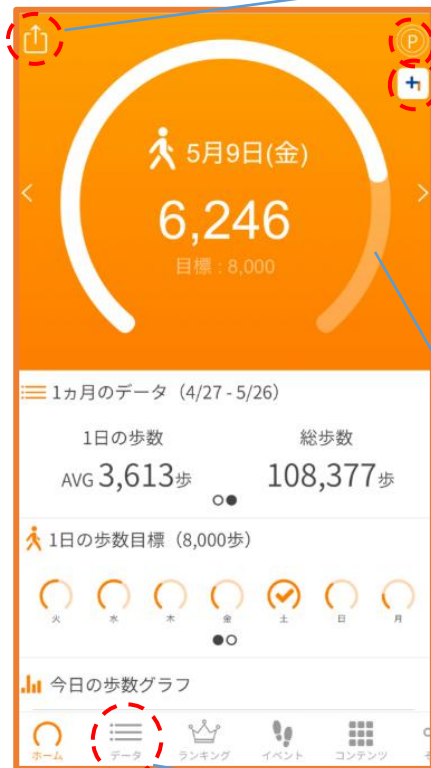 P
5月9日(金)
6,246
目標 : 8,000
1ヵ月のデータ（4/27 - 5/26）
1日の歩数 総歩数
AVG 3,613歩 108,377歩
1日の歩数目標（8,000歩）
火 水 木 金 土 日 月
今日の歩数グラフ
ホーム データ ランキング イベント コンテンツ